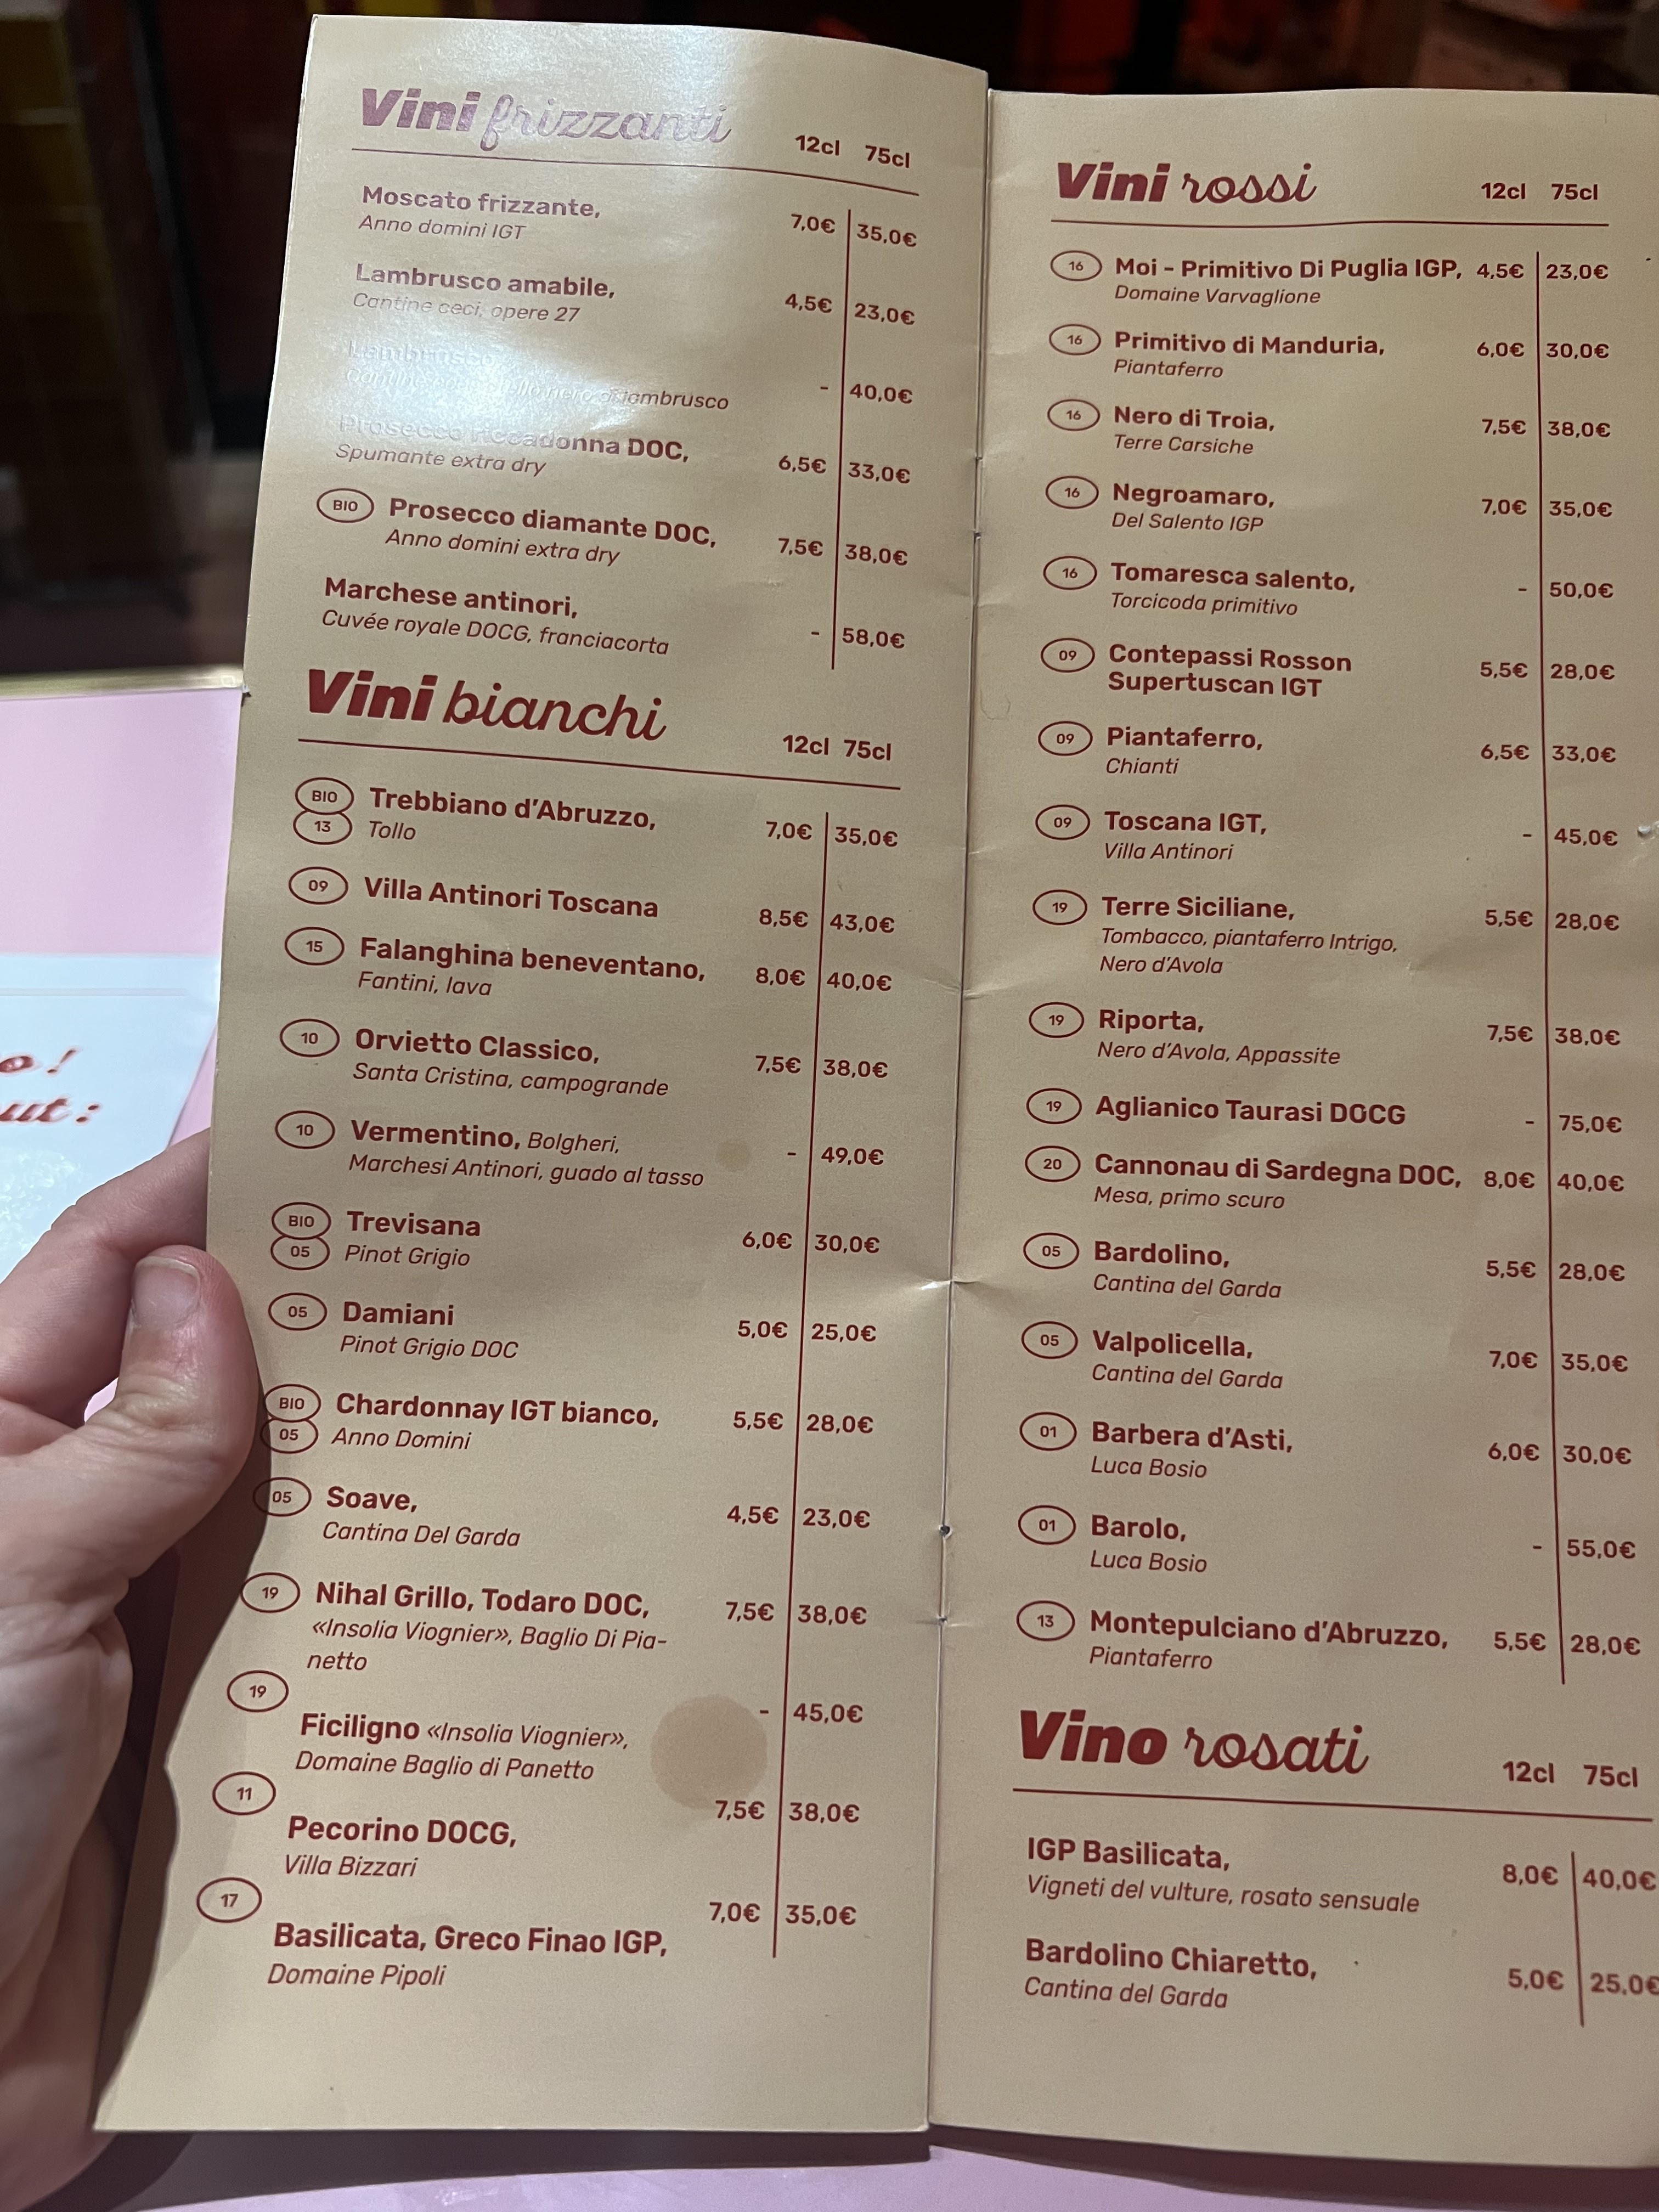 o!
ut:
Vini frizzanti 12cl 75cl
Moscato frizzante, 7,0€ 35,0€
Anno domini IGT
Lambrusco amabile, 4,5€ 23,0€
Cantine ceci, opere 27
Lambrusco - 40,0€
nero di lambrusco
Prosecco riccadonna DOC, 6,5€ 33,0€
Spumante extra dry
BIO Prosecco diamante DOC, 7,5€ 38,0€
Anno domini extra dry
Marchese antinori, - 58,0€
Cuvée royale DOCG, franciacorta
Vini bianchi 12cl 75cl
BIO Trebbiano d'Abruzzo, 7,0€ 35,0€
13 Tollo
09 Villa Antinori Toscana 8,5€ 43,0€
15 Falanghina beneventano, 8,0€ 40,0€
Fantini, lava
10 Orvietto Classico, 7,5€ 38,0€
Santa Cristina, campogrande
10 Vermentino, Bolgheri, - 49,0€
Marchesi Antinori, guado al tasso
BIO Trevisana 6,0€ 30,0€
05 Pinot Grigio
05 Damiani 5,0€ 25,0€
Pinot Grigio DOC
BIO Chardonnay IGT bianco, 5,5€ 28,0€
05 Anno Domini
05 Soave, 4,5€ 23,0€
Cantina Del Garda
19 Nihal Grillo, Todaro DOC, 7,5€ 38,0€
«Insolia Viognier», Baglio Di Pia-
netto
19 - 45,0€
Ficiligno «Insolia Viognier»,
Domaine Baglio di Panetto
11 7,5€ 38,0€
Pecorino DOCG,
Villa Bizzari
17 7,0€ 35,0€
Basilicata, Greco Finao IGP,
Domaine Pipoli
Vini rossi 12cl 75cl
16 Moi - Primitivo Di Puglia IGP, 4,5€ 23,0€
Domaine Varvaglione
16 Primitivo di Manduria, 6,0€ 30,0€
Piantaferro
16 Nero di Troia, 7,5€ 38,0€
Terre Carsiche
16 Negroamaro, 7,0€ 35,0€
Del Salento IGP
16 Tomaresca salento, - 50,0€
Torcicoda primitivo
09 Contepassi Rosson 5,5€ 28,0€
Supertuscan IGT
09 Piantaferro, 6,5€ 33,0€
Chianti
09 Toscana IGT, - 45,0€
Villa Antinori
19 Terre Siciliane, 5,5€ 28,0€
Tombacco, piantaferro Intrigo,
Nero d'Avola
19 Riporta, 7,5€ 38,0€
Nero d'Avola, Appassite
19 Aglianico Taurasi DOCG - 75,0€
20 Cannonau di Sardegna DOC, 8,0€ 40,0€
Mesa, primo scuro
05 Bardolino, 5,5€ 28,0€
Cantina del Garda
05 Valpolicella, 7,0€ 35,0€
Cantina del Garda
01 Barbera d'Asti, 6,0€ 30,0€
Luca Bosio
01 Barolo, - 55,0€
Luca Bosio
13 Montepulciano d'Abruzzo, 5,5€ 28,0€
Piantaferro
Vino rosati 12cl 75cl
IGP Basilicata, 8,0€ 40,0€
Vigneti del vulture, rosato sensuale
Bardolino Chiaretto, 5,0€ 25,0€
Cantina del Garda